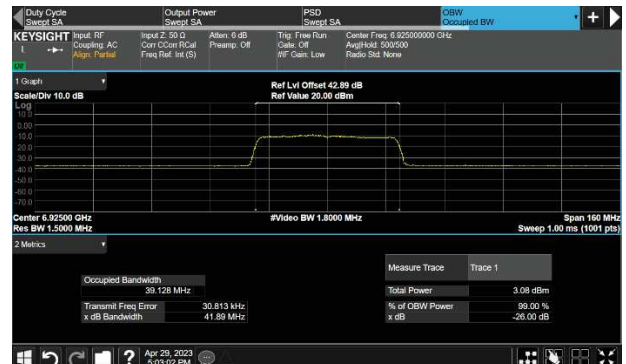 Duty Cycle
Swept SA
Output Power
Swept SA
PSD
Swept SA
OBW
Occupied BW
KEYSIGHT
Input: RF
Coupling: AC
Align: Partial
Input Z: 50 Ω
Corr CCorr RCal
Freq Ref: Int (S)
Atten: 6 dB
Preamp: Off
Trig: Free Run
Gate: Off
#IF Gain: Low
Center Freq: 6.925000000 GHz
Avg|Hold: 500/500
Radio Std: None
1 Graph
Scale/Div 10.0 dB
Ref Lvl Offset 42.89 dB
Ref Value 20.00 dBm
Log
10.0
0.00
-10.0
-20.0
-30.0
-40.0
-50.0
-60.0
-70.0
Center 6.92500 GHz
Res BW 1.5000 MHz
#Video BW 1.8000 MHz
Span 160 MHz
Sweep 1.00 ms (1001 pts)
2 Metrics
Occupied Bandwidth
39.128 MHz
Transmit Freq Error 30.813 kHz
x dB Bandwidth 41.89 MHz
Measure Trace Trace 1
Total Power 3.08 dBm
% of OBW Power 99.00 %
x dB -26.00 dB
Apr 29, 2023
5:03:02 PM